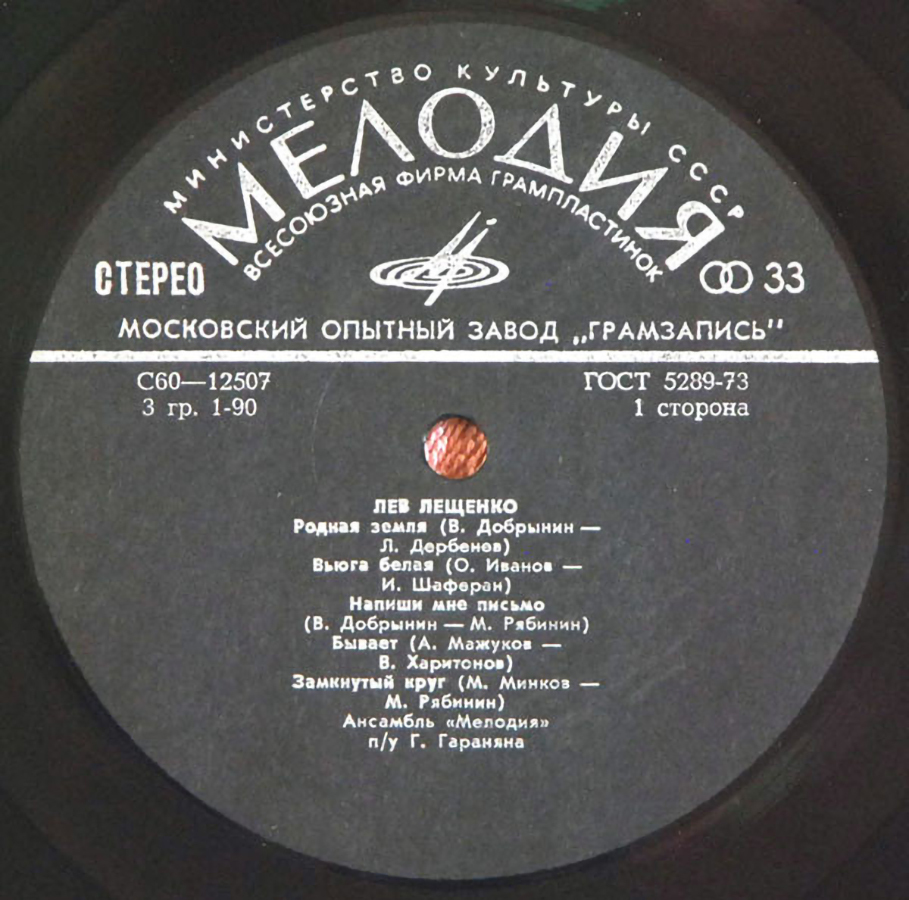 МИНИСТЕРСТВО КУЛЬТУРЫ СССР
МЕЛОДИЯ
ВСЕСОЮЗНАЯ ФИРМА ГРАМПЛАСТИНОК
СТЕРЕО
33
МОСКОВСКИЙ ОПЫТНЫЙ ЗАВОД „ГРАМЗАПИСЬ"
С60—12507
ГОСТ 5289-73
3 гр. 1-90
1 сторона
ЛЕВ ЛЕЩЕНКО
Родная земля (В. Добрынин —
Л. Дербенев)
Вьюга белая (О. Иванов —
И. Шаферан)
Напиши мне письмо
(В. Добрынин — М. Рябинин)
Бывает (А. Мажуков —
В. Харитонов)
Замкнутый круг (М. Минков —
М. Рябинин)
Ансамбль «Мелодия»
п/у Г. Гараняна